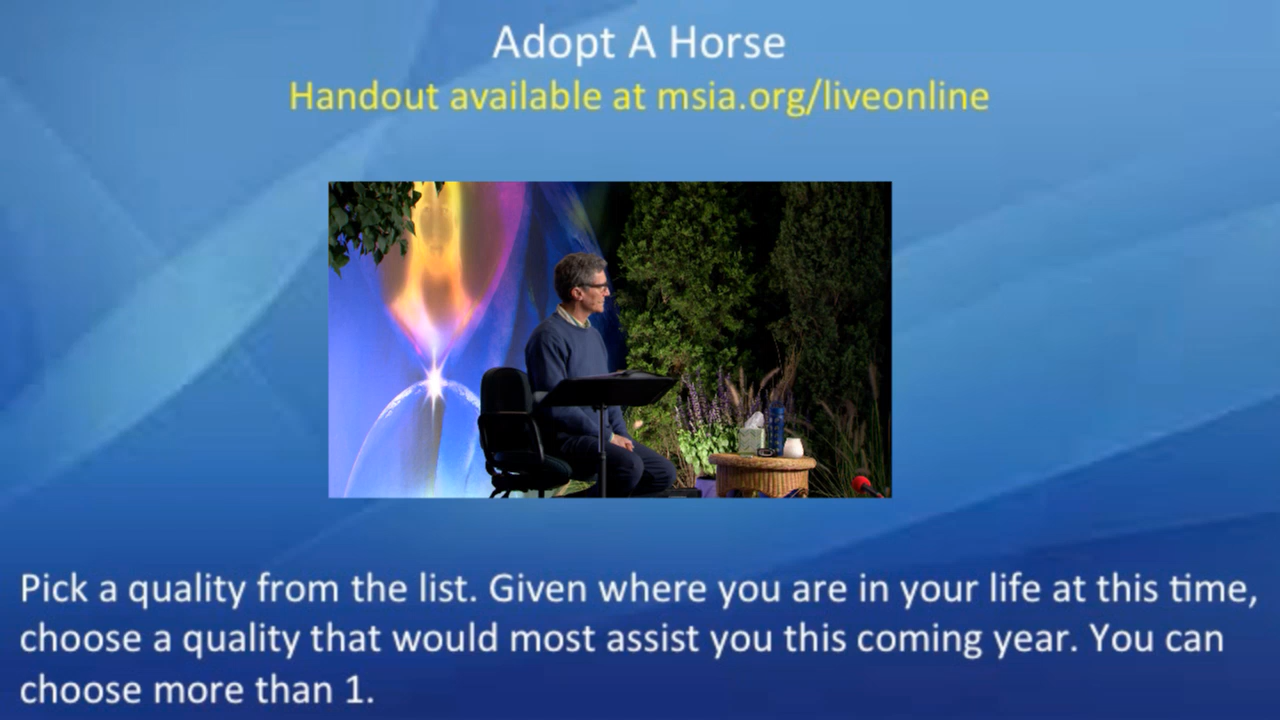 Adopt A Horse
Handout available at msia.org/liveonline
Pick a quality from the list. Given where you are in your life at this time,
choose a quality that would most assist you this coming year. You can
choose more than 1.